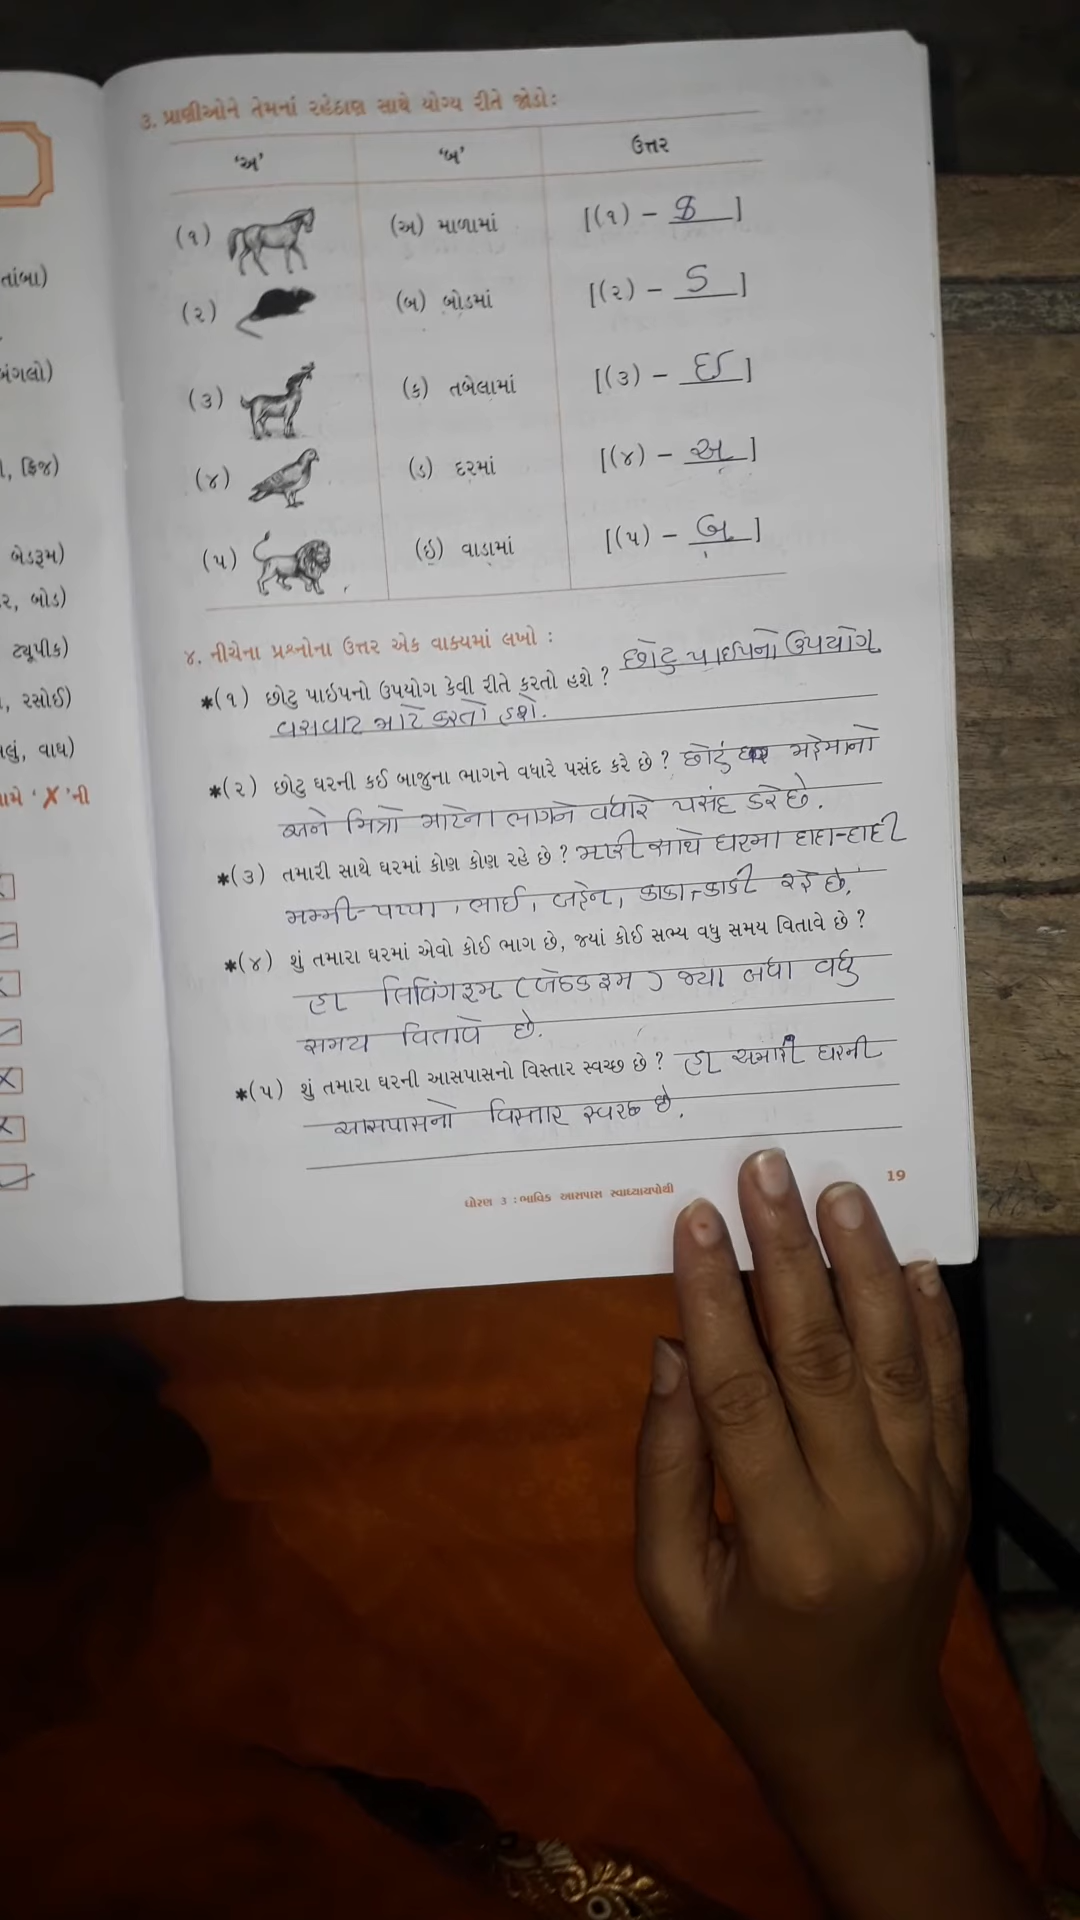 ૩. પ્રાણીઓને તેમનાં રહેઠાણ સાથે યોગ્ય રીતે જોડો :
'અ' 'બ' ઉત્તર
(૧) (અ) માળામાં [(૧) – ક ]
(૨) (બ) બોડમાં [(૨) – ડ ]
(૩) (ક) તબેલામાં [(૩) – ઇ ]
(૪) (ડ) દરમાં [(૪) – અ ]
(૫) (ઇ) વાડામાં [(૫) – બ ]
૪. નીચેના પ્રશ્નોના ઉત્તર એક વાક્યમાં લખો :
*(૧) છોટુ પાઇપનો ઉપયોગ કેવી રીતે કરતો હશે ? છોટુ પાઇપનો ઉપયોગ
વસવાટ માટે કરતો હશે.
*(૨) છોટુ ઘરની કઈ બાજુના ભાગને વધારે પસંદ કરે છે ? છોટું મહેમાનો
અને મિત્રો માટેના ભાગને વધારે પસંદ કરે છે.
*(૩) તમારી સાથે ઘરમાં કોણ કોણ રહે છે ? મારી સાથે ઘરમા દાદા-દાદી
મમ્મી-પપ્પા, ભાઈ, બહેન, કાકા-કાકી રહે છે.
*(૪) શું તમારા ઘરમાં એવો કોઈ ભાગ છે, જ્યાં કોઈ સભ્ય વધુ સમય વિતાવે છે ?
હા લિવિંગરૂમ (બેઠકરૂમ) જ્યા બધા વધુ
સમય વિતાવે છે.
*(૫) શું તમારા ઘરની આસપાસનો વિસ્તાર સ્વચ્છ છે ? હા અમારી ઘરની
આસપાસનો વિસ્તાર સ્વચ્છ છે.
ધોરણ ૩ : ભાવિક આસપાસ સ્વાધ્યાયપોથી
19
તાંબા)
બંગલો)
, ફ્રિજ)
બેડરૂમ)
ર, બોડ)
ટ્યૂપીક)
, રસોઈ)
લું, વાઘ)
ામે ‘✗’ની